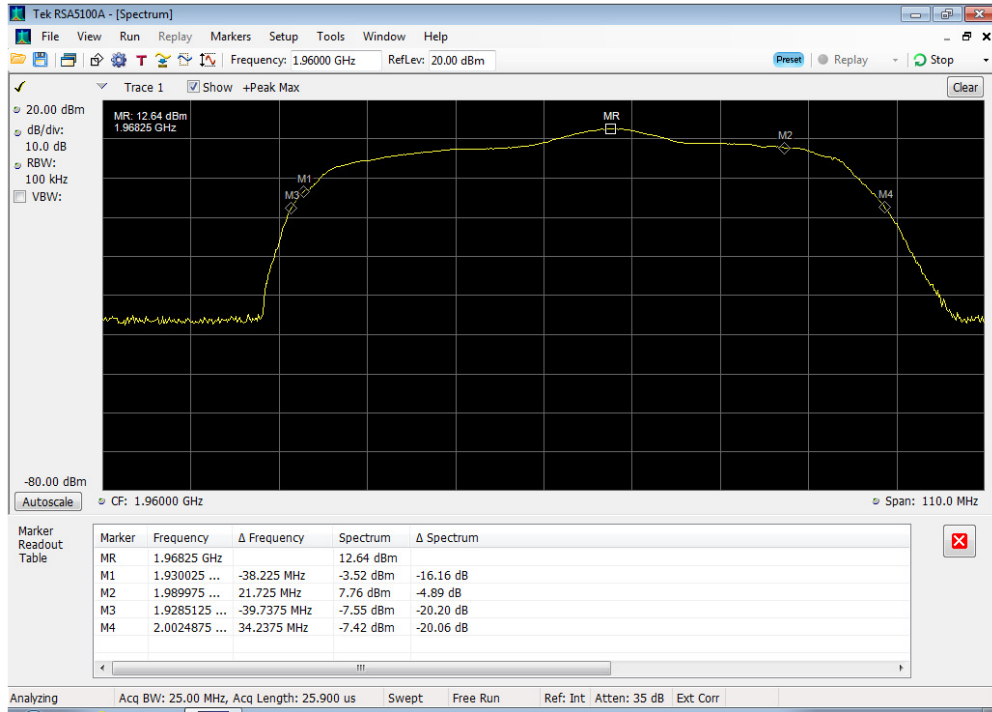 Tek RSA5100A - [Spectrum]
File View Run Replay Markers Setup Tools Window Help
T Frequency: 1.96000 GHz RefLev: 20.00 dBm Preset Replay Stop
Trace 1 Show +Peak Max Clear
20.00 dBm
dB/div:
10.0 dB
RBW:
100 kHz
VBW:
MR: 12.64 dBm
1.96825 GHz
MR
M2
M1
M3
M4
-80.00 dBm
Autoscale CF: 1.96000 GHz Span: 110.0 MHz
Marker
Readout
Table
Marker Frequency Δ Frequency Spectrum Δ Spectrum
MR 1.96825 GHz 12.64 dBm
M1 1.930025 ... -38.225 MHz -3.52 dBm -16.16 dB
M2 1.989975 ... 21.725 MHz 7.76 dBm -4.89 dB
M3 1.9285125 ... -39.7375 MHz -7.55 dBm -20.20 dB
M4 2.0024875 ... 34.2375 MHz -7.42 dBm -20.06 dB
Analyzing Acq BW: 25.00 MHz, Acq Length: 25.900 us Swept Free Run Ref: Int Atten: 35 dB Ext Corr